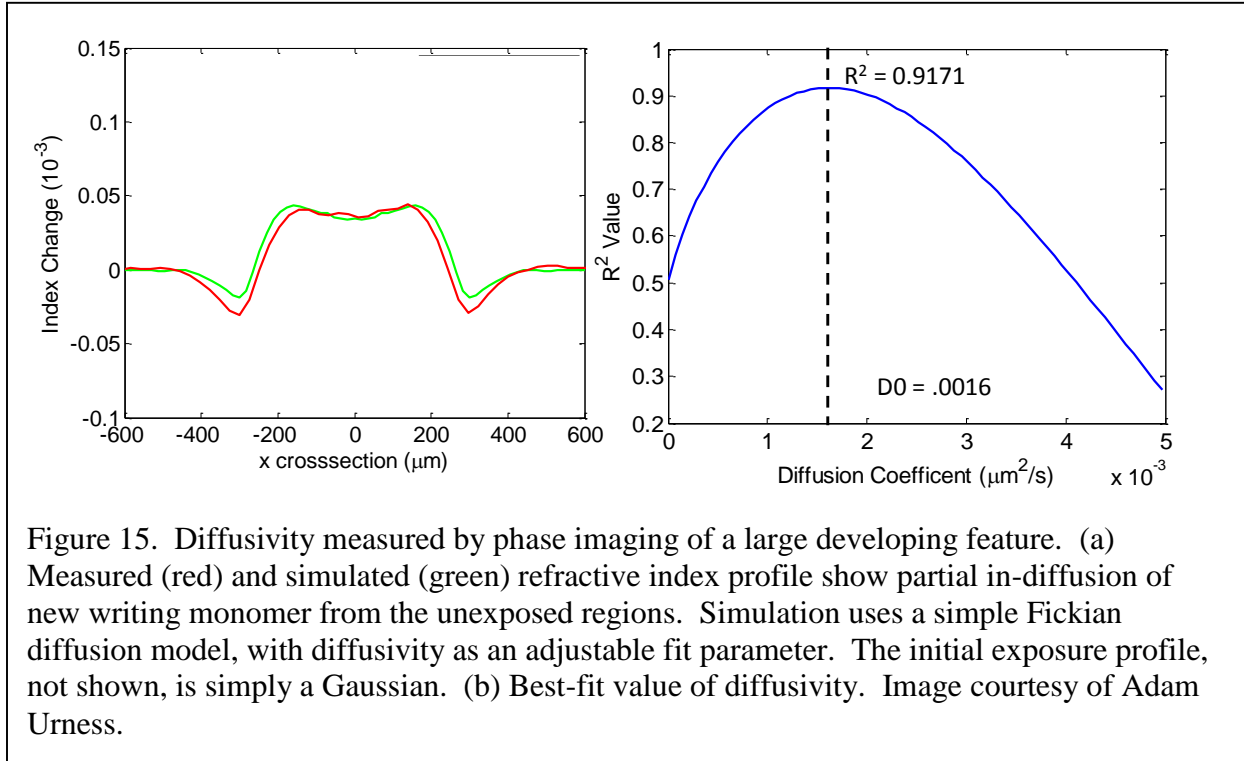 0.15
0.1
0.05
0
-0.05
-0.1
Index Change (10-3)
-600 -400 -200 0 200 400 600
x crosssection (μm)
1
0.9
0.8
0.7
0.6
0.5
0.4
0.3
0.2
R2 Value
R2 = 0.9171
D0 = .0016
0 1 2 3 4 5
Diffusion Coefficent (μm2/s) x 10-3
Figure 15. Diffusivity measured by phase imaging of a large developing feature. (a)
Measured (red) and simulated (green) refractive index profile show partial in-diffusion of
new writing monomer from the unexposed regions. Simulation uses a simple Fickian
diffusion model, with diffusivity as an adjustable fit parameter. The initial exposure profile,
not shown, is simply a Gaussian. (b) Best-fit value of diffusivity. Image courtesy of Adam
Urness.